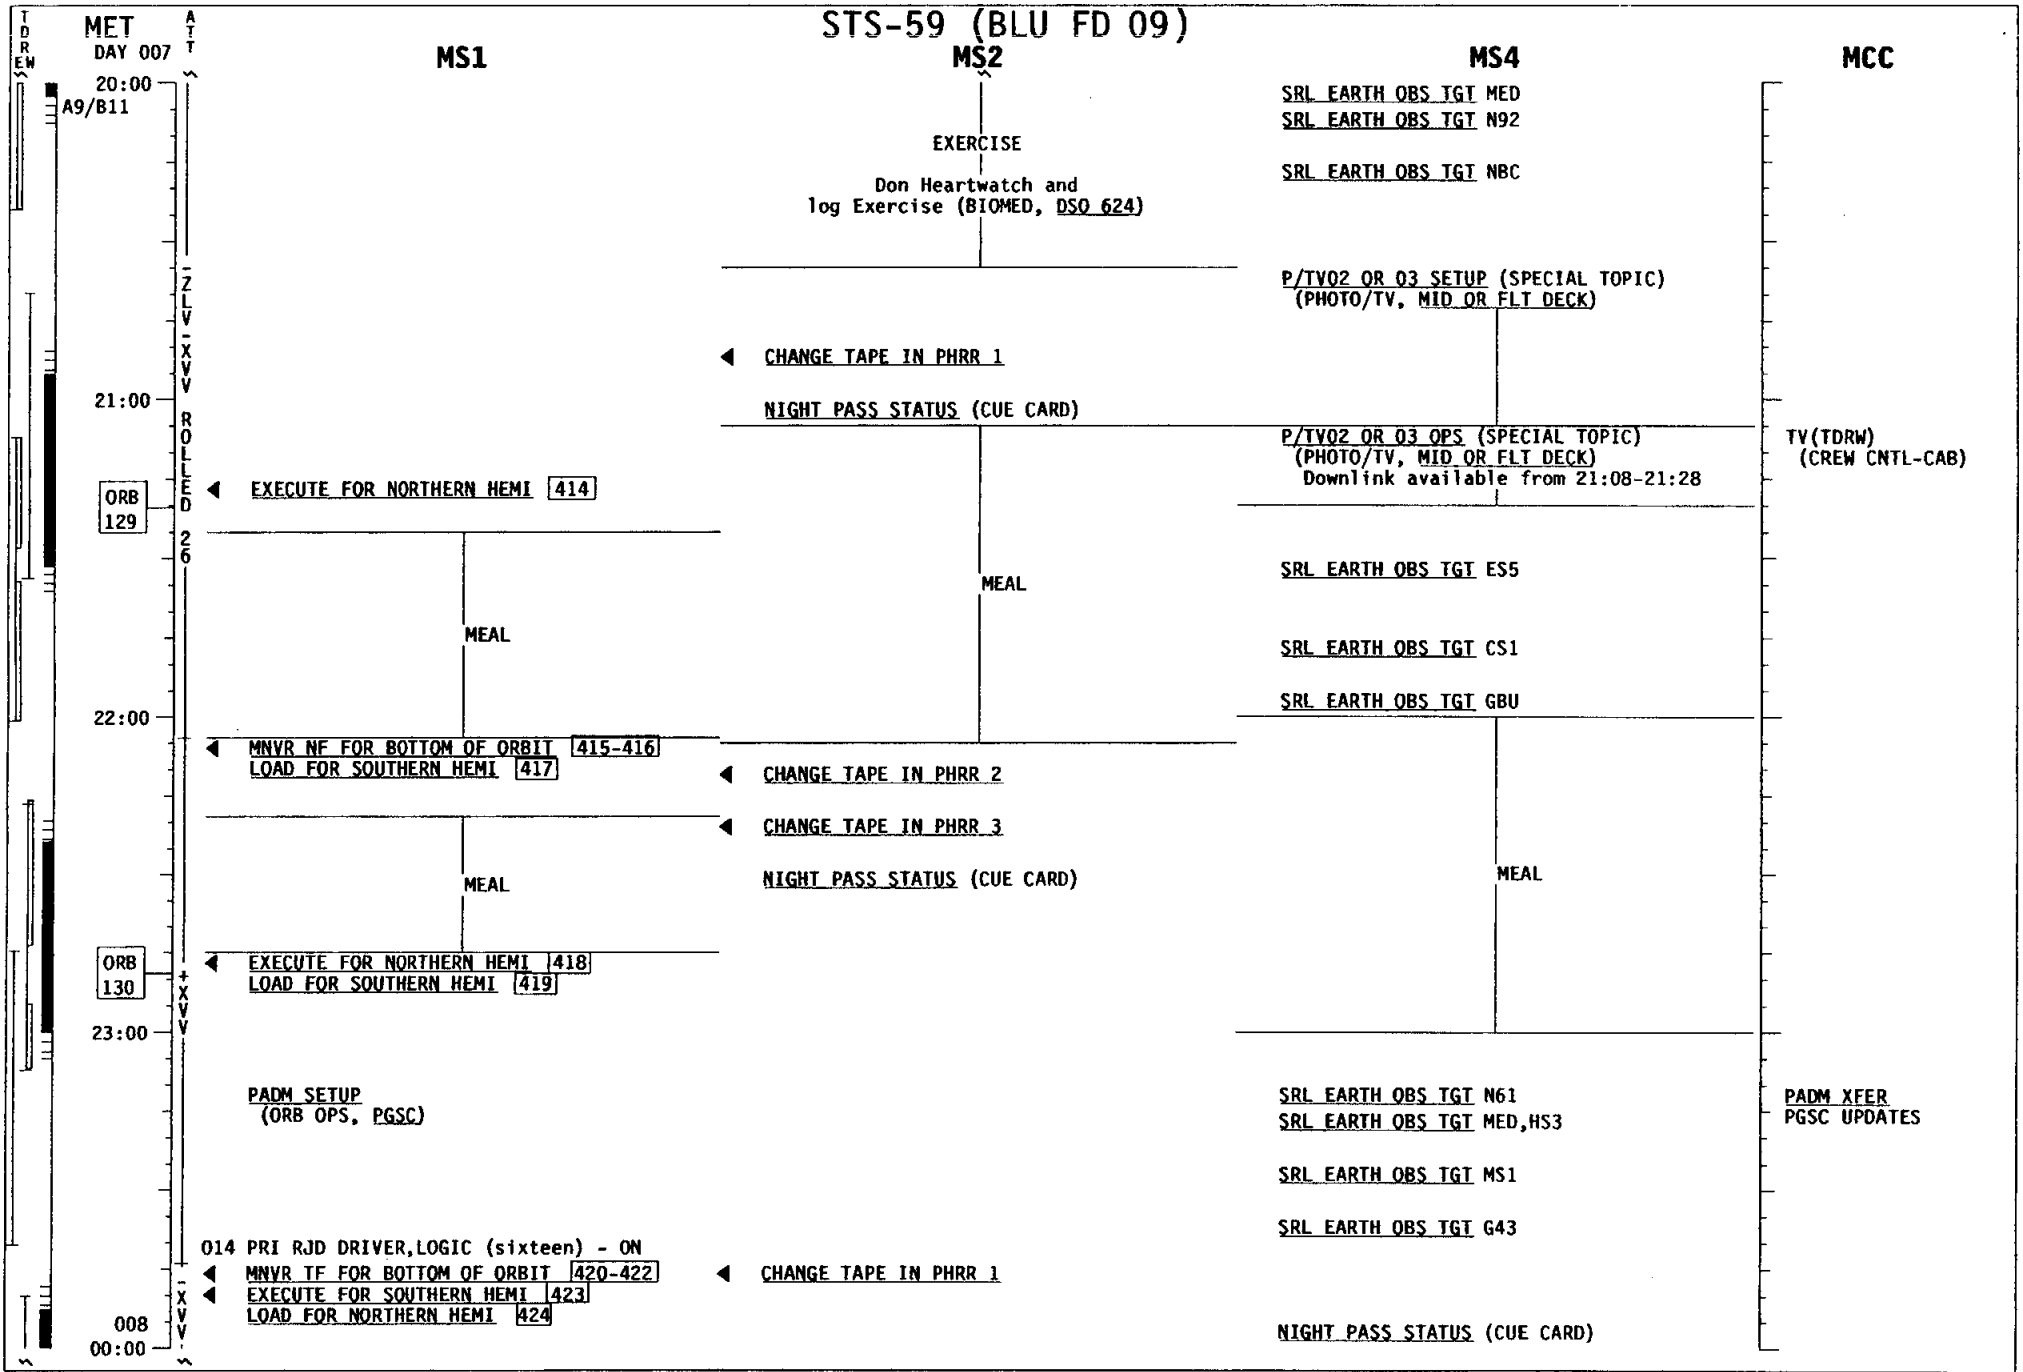 STS-59 (BLU FD 09)
TDREW
MET
DAY 007
ATT
MS1
MS2
MS4
MCC
20:00
A9/B11
EXERCISE
Don Heartwatch and
log Exercise (BIOMED, DSO 624)
SRL EARTH OBS TGT MED
SRL EARTH OBS TGT N92
SRL EARTH OBS TGT NBC
-ZLV -XVV ROLLED 26
P/TV02 OR 03 SETUP (SPECIAL TOPIC)
(PHOTO/TV, MID OR FLT DECK)
CHANGE TAPE IN PHRR 1
21:00
NIGHT PASS STATUS (CUE CARD)
P/TV02 OR 03 OPS (SPECIAL TOPIC)
(PHOTO/TV, MID OR FLT DECK)
Downlink available from 21:08-21:28
TV(TDRW)
(CREW CNTL-CAB)
EXECUTE FOR NORTHERN HEMI 414
ORB
129
MEAL
MEAL
SRL EARTH OBS TGT ES5
SRL EARTH OBS TGT CS1
SRL EARTH OBS TGT GBU
22:00
MNVR NF FOR BOTTOM OF ORBIT 415-416
LOAD FOR SOUTHERN HEMI 417
CHANGE TAPE IN PHRR 2
CHANGE TAPE IN PHRR 3
MEAL
NIGHT PASS STATUS (CUE CARD)
MEAL
ORB
130
EXECUTE FOR NORTHERN HEMI 418
LOAD FOR SOUTHERN HEMI 419
+XVV
23:00
PADM SETUP
(ORB OPS, PGSC)
SRL EARTH OBS TGT N61
SRL EARTH OBS TGT MED,HS3
SRL EARTH OBS TGT MS1
SRL EARTH OBS TGT G43
PADM XFER
PGSC UPDATES
014 PRI RJD DRIVER,LOGIC (sixteen) - ON
MNVR TF FOR BOTTOM OF ORBIT 420-422
EXECUTE FOR SOUTHERN HEMI 423
LOAD FOR NORTHERN HEMI 424
CHANGE TAPE IN PHRR 1
-XVV
NIGHT PASS STATUS (CUE CARD)
008
00:00